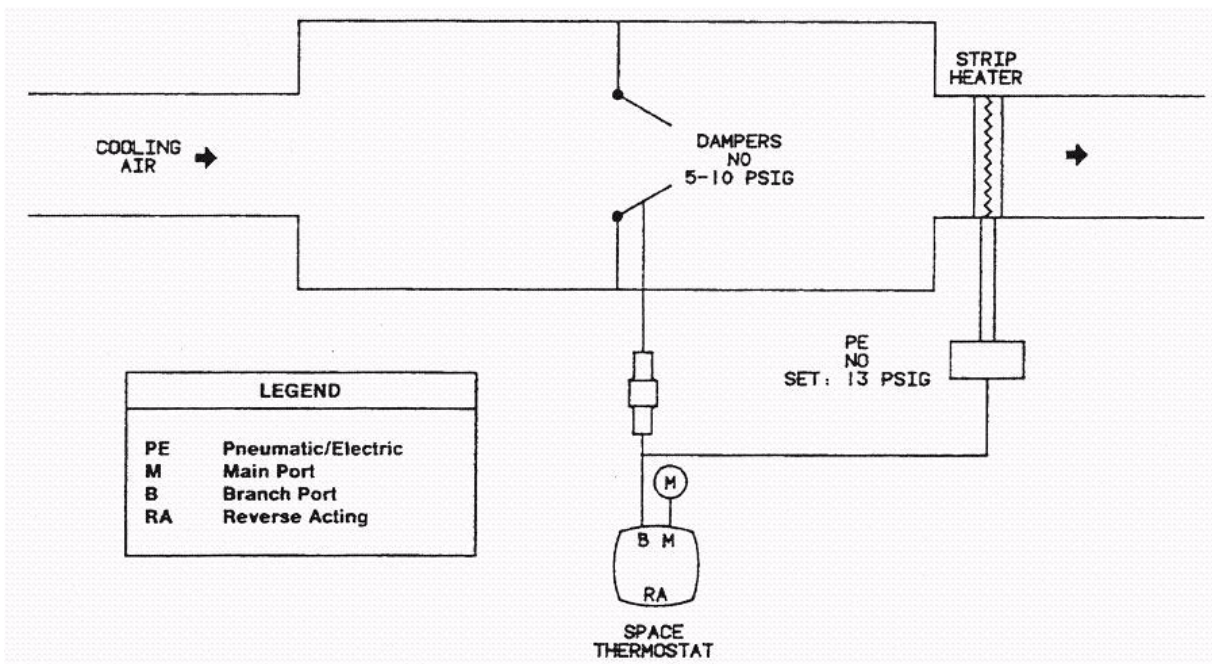 STRIP
HEATER
COOLING
AIR
DAMPERS
NO
5-10 PSIG
PE
NO
SET: 13 PSIG
LEGEND
PE Pneumatic/Electric
M Main Port
B Branch Port
RA Reverse Acting
M
B M
RA
SPACE
THERMOSTAT